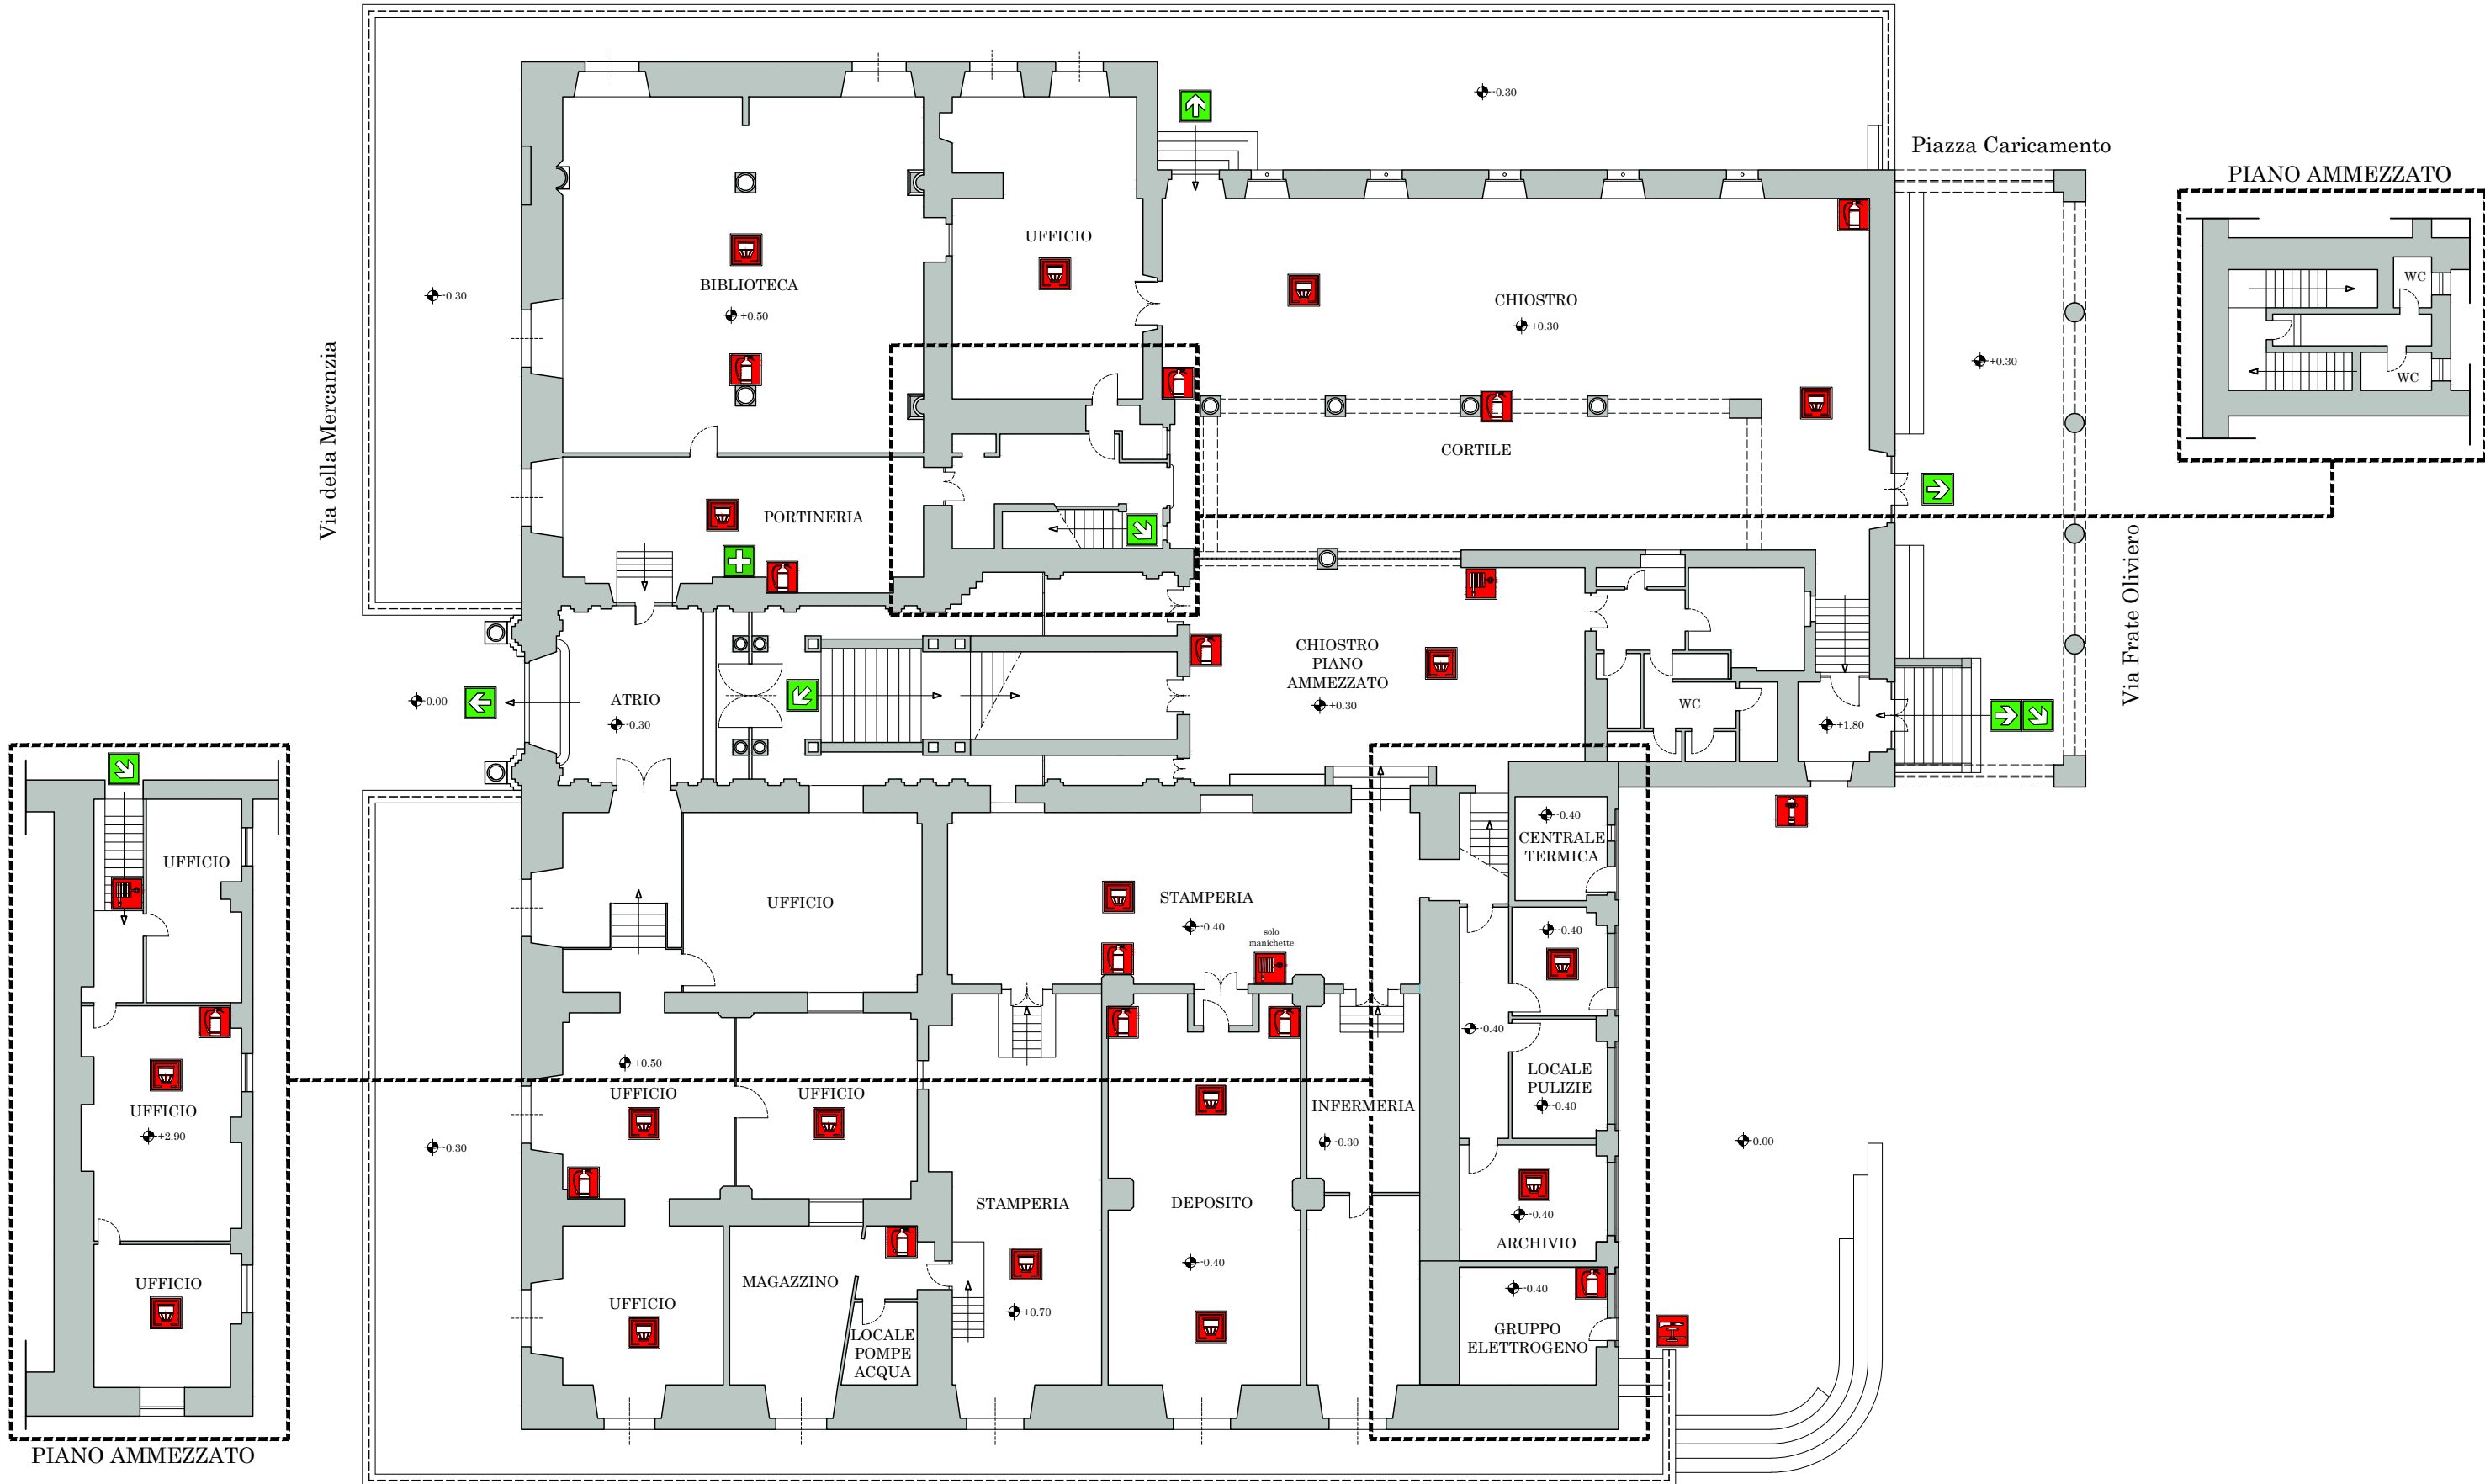 -0.30
Piazza Caricamento
PIANO AMMEZZATO
UFFICIO
WC
BIBLIOTECA
-0.30
CHIOSTRO
+0.50
+0.30
+0.30
WC
Via della Mercanzia
CORTILE
PORTINERIA
Via Frate Oliviero
CHIOSTRO
PIANO
AMMEZZATO
+0.30
0.00
ATRIO
-0.30
WC
+1.80
UFFICIO
-0.40
CENTRALE
TERMICA
UFFICIO
STAMPERIA
-0.40
solo
manichette
-0.40
-0.40
+0.50
UFFICIO
UFFICIO
LOCALE
PULIZIE
-0.40
INFERMERIA
-0.30
UFFICIO
+2.90
-0.30
0.00
STAMPERIA
DEPOSITO
-0.40
ARCHIVIO
-0.40
UFFICIO
MAGAZZINO
-0.40
UFFICIO
+0.70
LOCALE
POMPE
ACQUA
GRUPPO
ELETTROGENO
PIANO AMMEZZATO